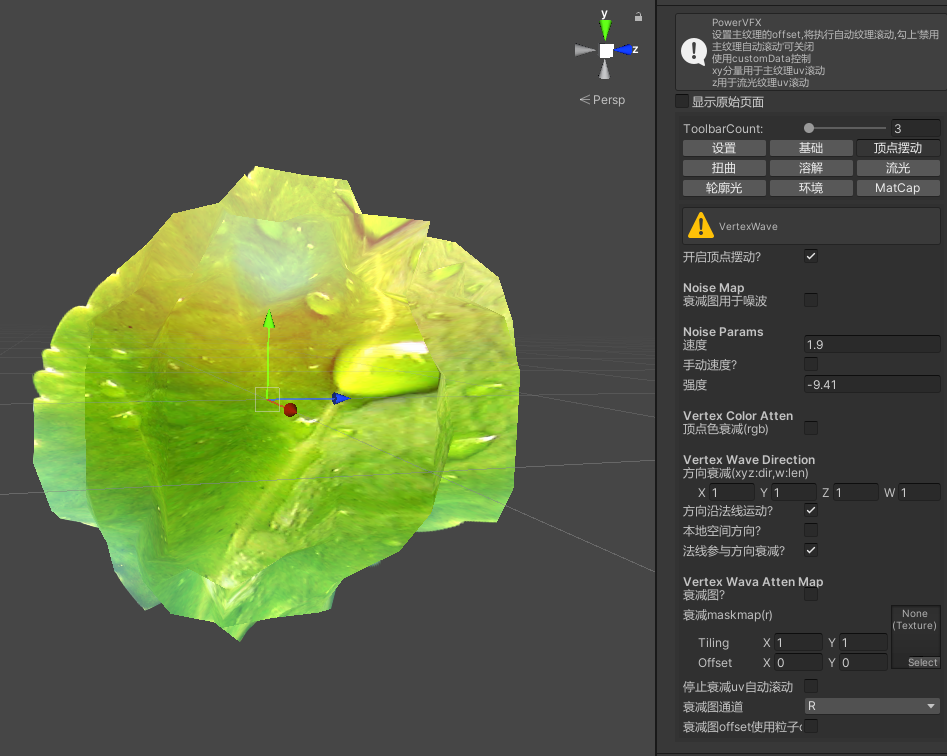 y
z
Persp
PowerVFX
设置主纹理的offset,将执行自动纹理滚动,勾上'禁用
主纹理自动滚动'可关闭
使用customData控制
xy分量用于主纹理uv滚动
z用于流光纹理uv滚动
显示原始页面
ToolbarCount: 3
设置 基础 顶点摆动
扭曲 溶解 流光
轮廓光 环境 MatCap
VertexWave
开启顶点摆动?
Noise Map
衰减图用于噪波
Noise Params
速度 1.9
手动速度?
强度 -9.41
Vertex Color Atten
顶点色衰减(rgb)
Vertex Wave Direction
方向衰减(xyz:dir,w:len)
X 1 Y 1 Z 1 W 1
方向沿法线运动?
本地空间方向?
法线参与方向衰减?
Vertex Wava Atten Map
衰减图?
衰减maskmap(r)
None
(Texture)
Tiling X 1 Y 1
Offset X 0 Y 0
Select
停止衰减uv自动滚动
衰减图通道 R
衰减图offset使用粒子c